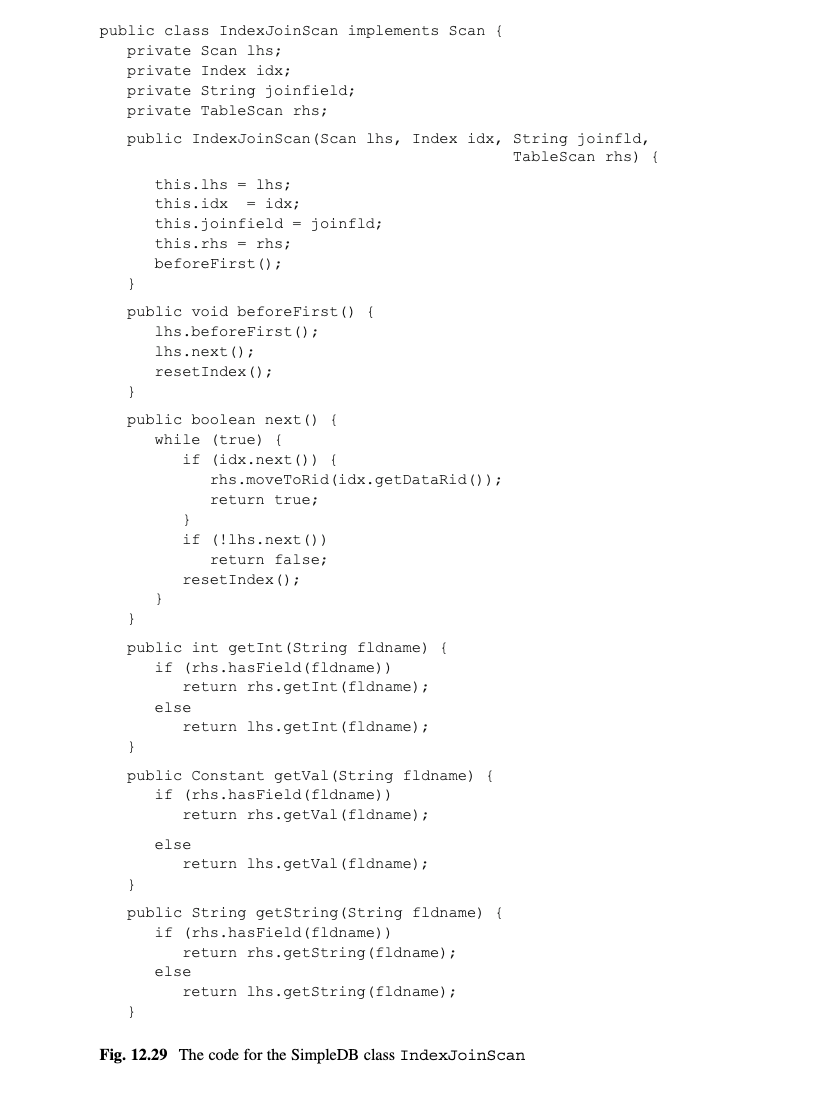 public class IndexJoinScan implements Scan {
   private Scan lhs;
   private Index idx;
   private String joinfield;
   private TableScan rhs;
   public IndexJoinScan(Scan lhs, Index idx, String joinfld,
                                             TableScan rhs) {
      this.lhs = lhs;
      this.idx  = idx;
      this.joinfield = joinfld;
      this.rhs = rhs;
      beforeFirst();
   }
   public void beforeFirst() {
      lhs.beforeFirst();
      lhs.next();
      resetIndex();
   }
   public boolean next() {
      while (true) {
         if (idx.next()) {
            rhs.moveToRid(idx.getDataRid());
            return true;
         }
         if (!lhs.next())
            return false;
         resetIndex();
      }
   }
   public int getInt(String fldname) {
      if (rhs.hasField(fldname))
         return rhs.getInt(fldname);
      else
         return lhs.getInt(fldname);
   }
   public Constant getVal(String fldname) {
      if (rhs.hasField(fldname))
         return rhs.getVal(fldname);
      else
         return lhs.getVal(fldname);
   }
   public String getString(String fldname) {
      if (rhs.hasField(fldname))
         return rhs.getString(fldname);
      else
         return lhs.getString(fldname);
   }
Fig. 12.29 The code for the SimpleDB class IndexJoinScan